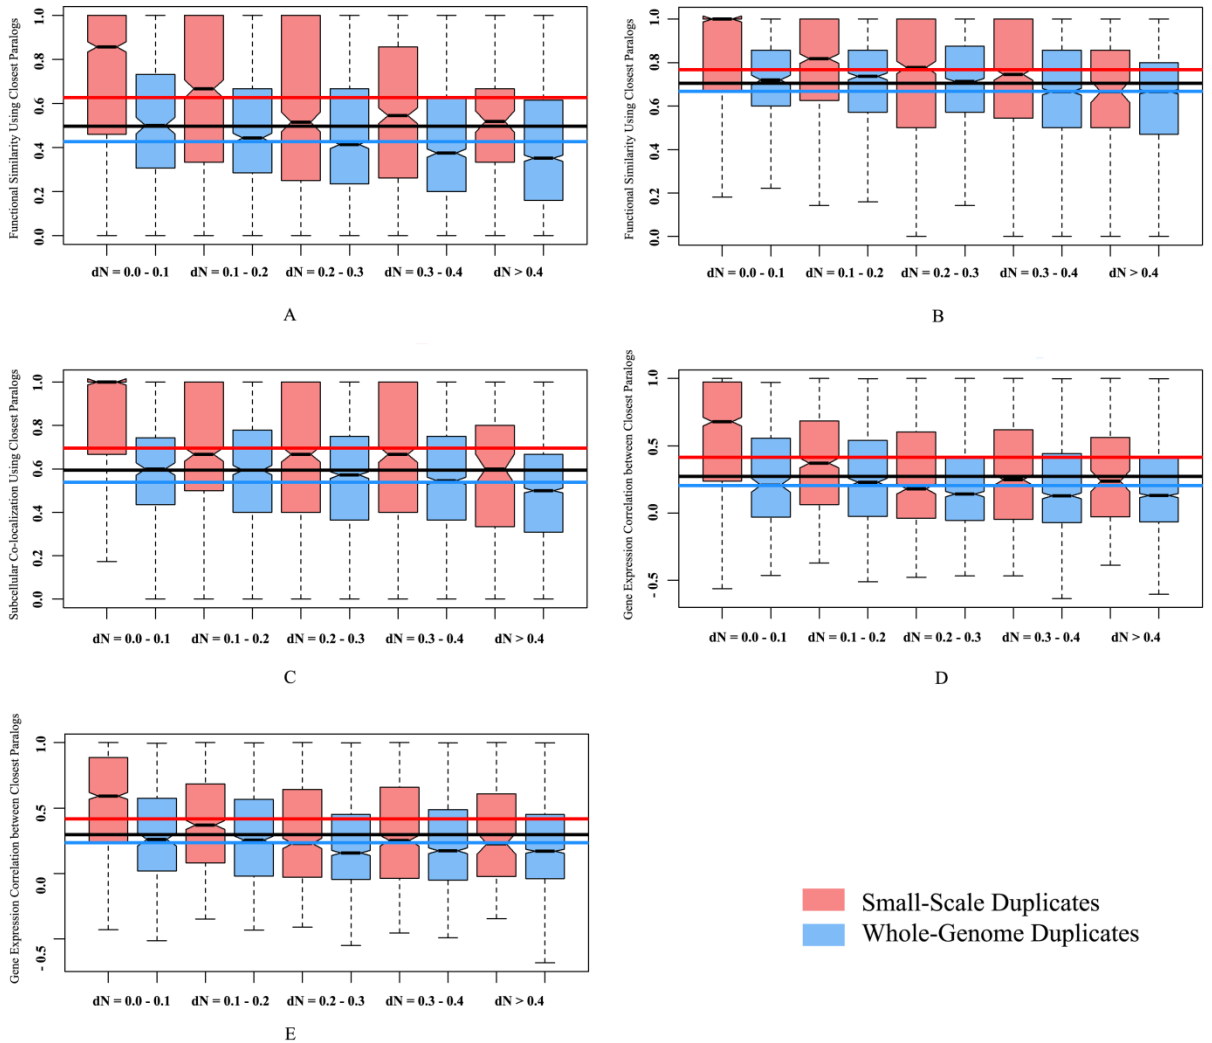 Functional Similarity Using Closest Paralogs
0.0 0.2 0.4 0.6 0.8 1.0
dN = 0.0 - 0.1 dN = 0.1 - 0.2 dN = 0.2 - 0.3 dN = 0.3 - 0.4 dN > 0.4
A
Functional Similarity Using Closest Paralogs
0.0 0.2 0.4 0.6 0.8 1.0
dN = 0.0 - 0.1 dN = 0.1 - 0.2 dN = 0.2 - 0.3 dN = 0.3 - 0.4 dN > 0.4
B
Subcellular Co-localization Using Closest Paralogs
0.0 0.2 0.4 0.6 0.8 1.0
dN = 0.0 - 0.1 dN = 0.1 - 0.2 dN = 0.2 - 0.3 dN = 0.3 - 0.4 dN > 0.4
C
Gene Expression Correlation between Closest Paralogs
- 0.5 0.0 0.5 1.0
dN = 0.0 - 0.1 dN = 0.1 - 0.2 dN = 0.2 - 0.3 dN = 0.3 - 0.4 dN > 0.4
D
Gene Expression Correlation between Closest Paralogs
- 0.5 0.0 0.5 1.0
dN = 0.0 - 0.1 dN = 0.1 - 0.2 dN = 0.2 - 0.3 dN = 0.3 - 0.4 dN > 0.4
E
Small-Scale Duplicates
Whole-Genome Duplicates